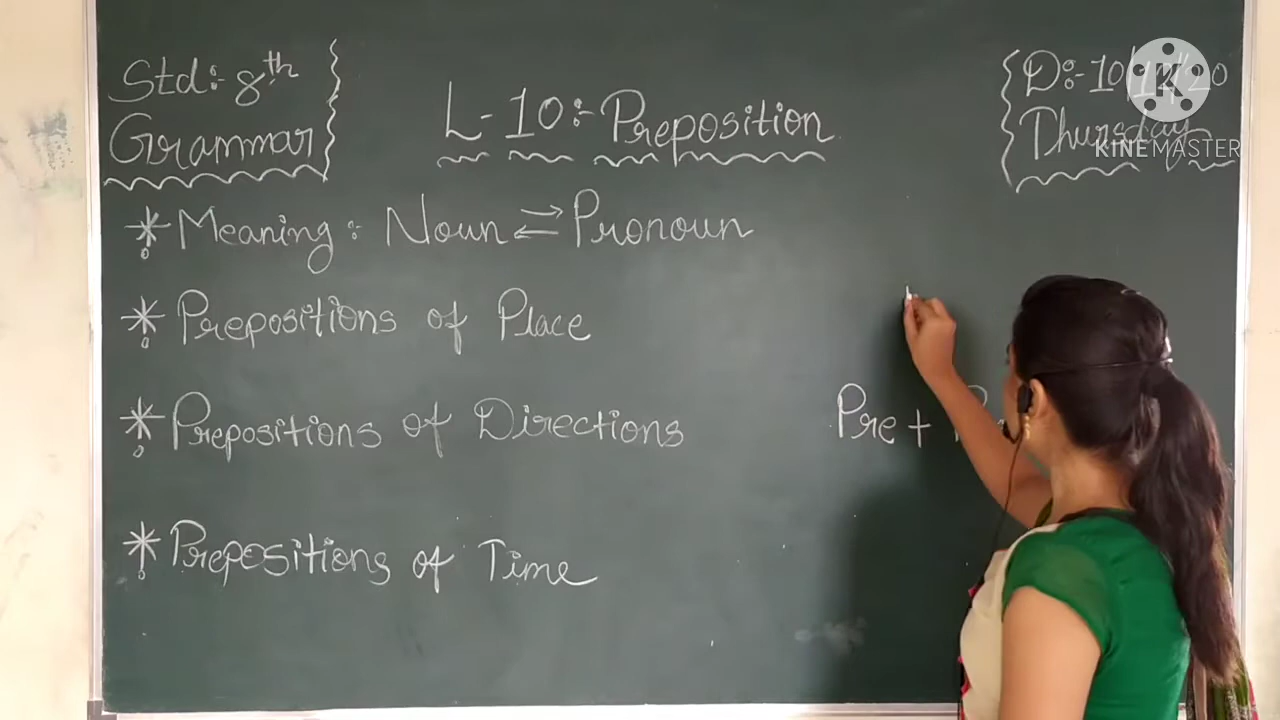 Std:- 8th
Grammar
L-10:- Preposition
D:-10
Thursday
KINEMASTER
* Meaning: Noun ⇄ Pronoun
* Prepositions of Place
* Prepositions of Directions
Pre +
* Prepositions of Time